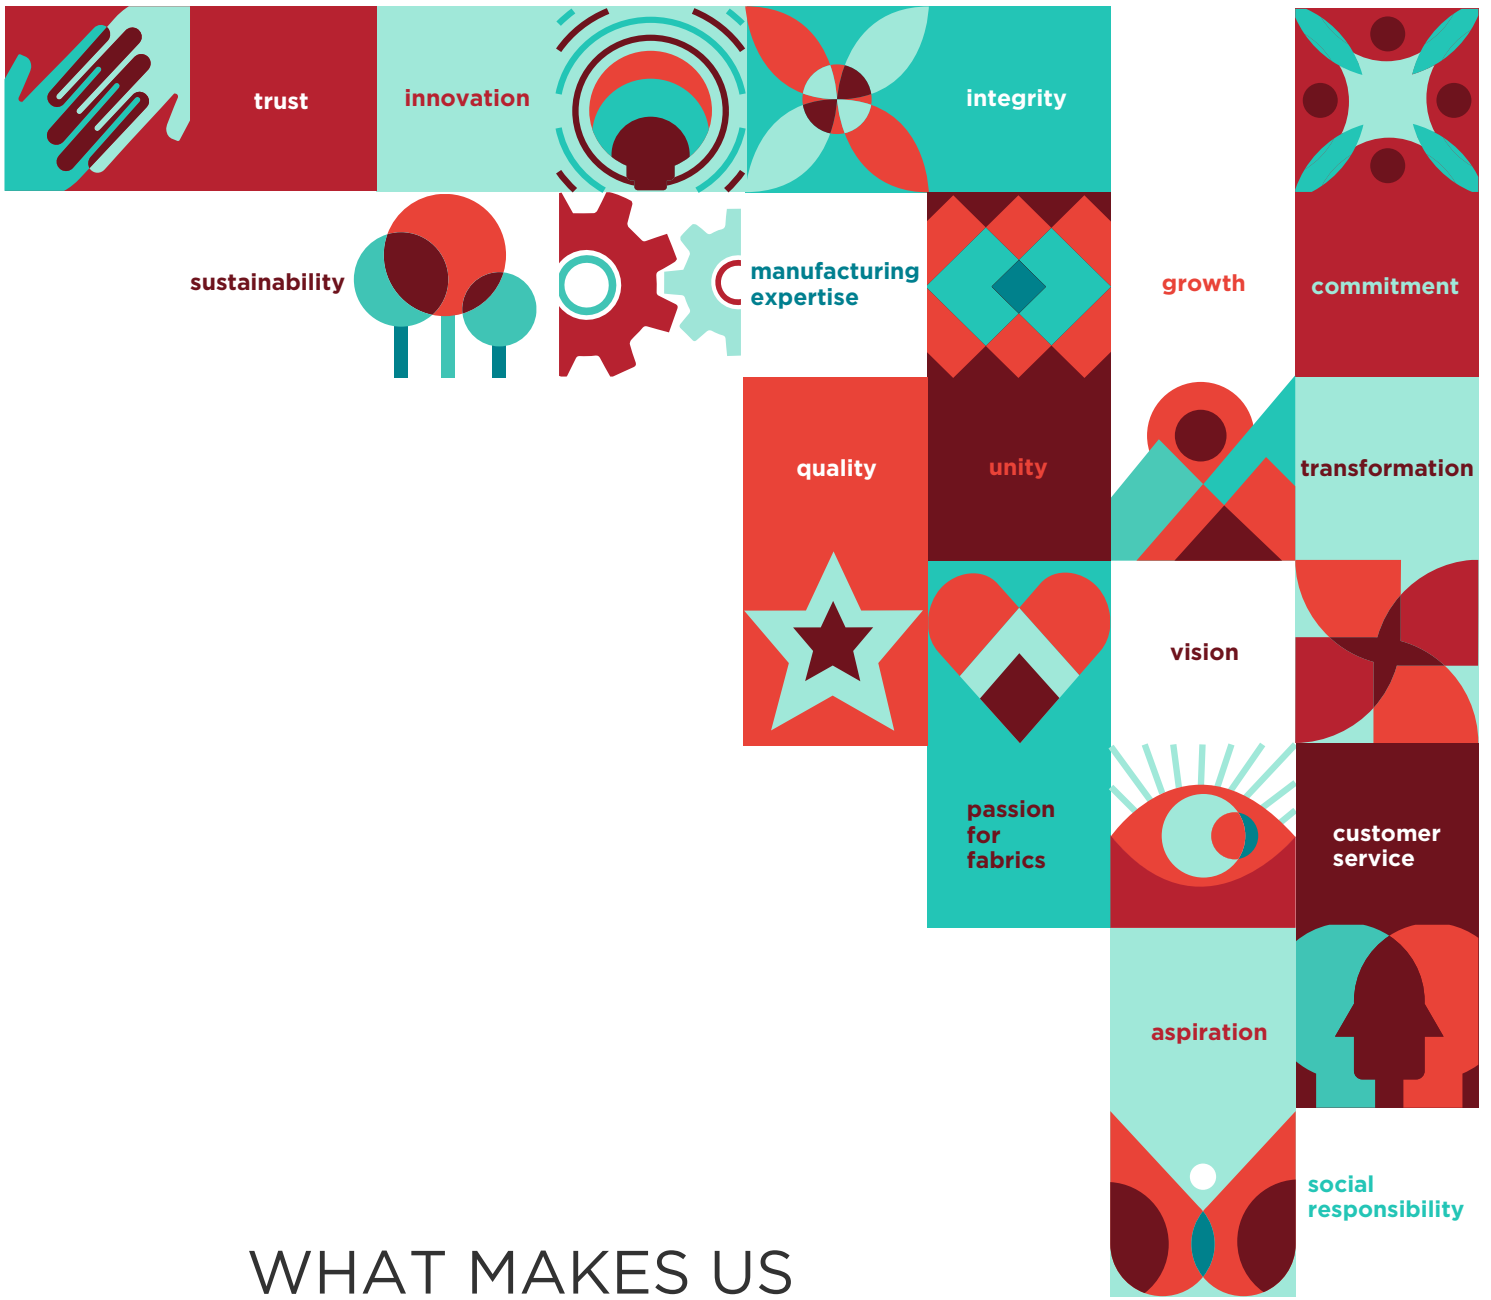 trust
innovation
integrity
sustainability
manufacturing
expertise
growth
commitment
quality
unity
transformation
vision
passion
for
fabrics
customer
service
aspiration
social
responsibility
WHAT MAKES US